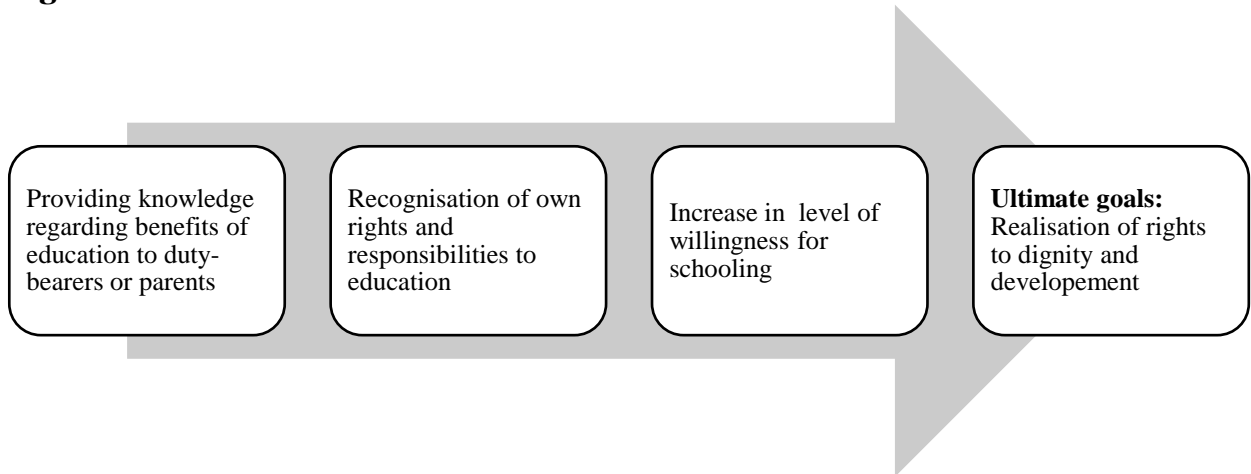 Providing knowledge
regarding benefits of
education to duty-
bearers or parents
Recognisation of own
rights and
responsibilities to
education
Increase in level of
willingness for
schooling
Ultimate goals:
Realisation of rights
to dignity and
developement